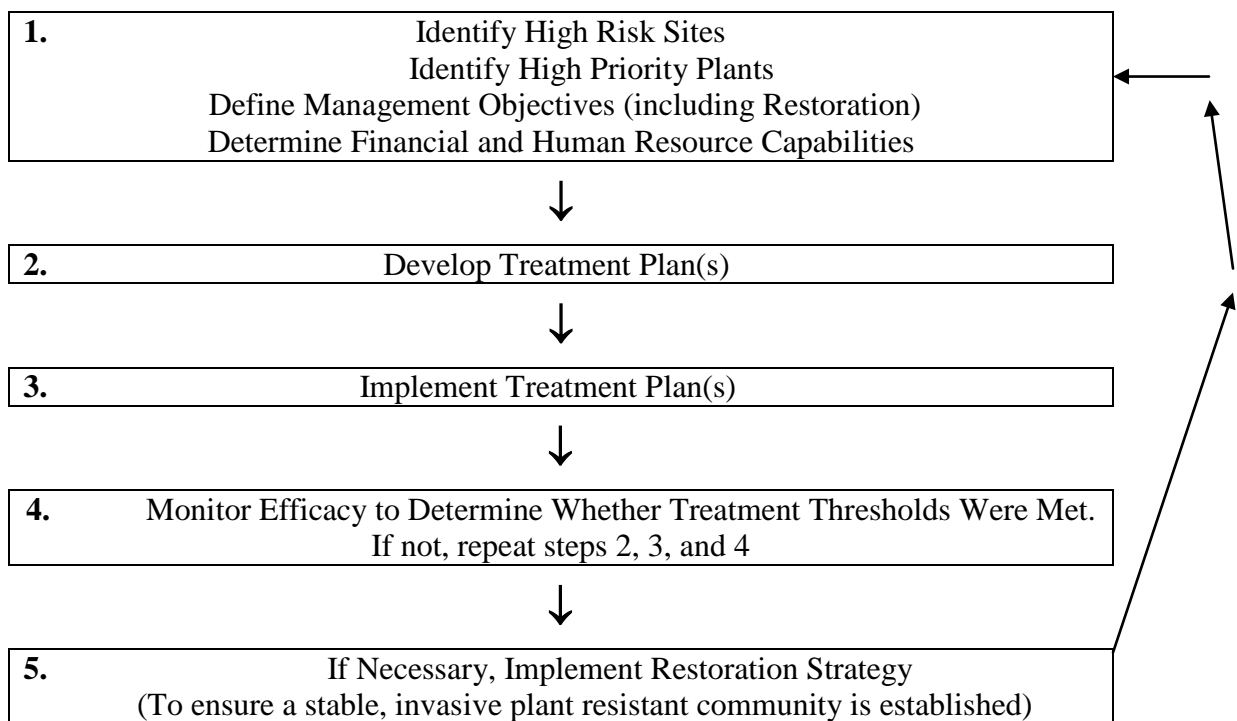 1. Identify High Risk Sites
Identify High Priority Plants
Define Management Objectives (including Restoration)
Determine Financial and Human Resource Capabilities
2. Develop Treatment Plan(s)
3. Implement Treatment Plan(s)
4. Monitor Efficacy to Determine Whether Treatment Thresholds Were Met.
If not, repeat steps 2, 3, and 4
5. If Necessary, Implement Restoration Strategy
(To ensure a stable, invasive plant resistant community is established)